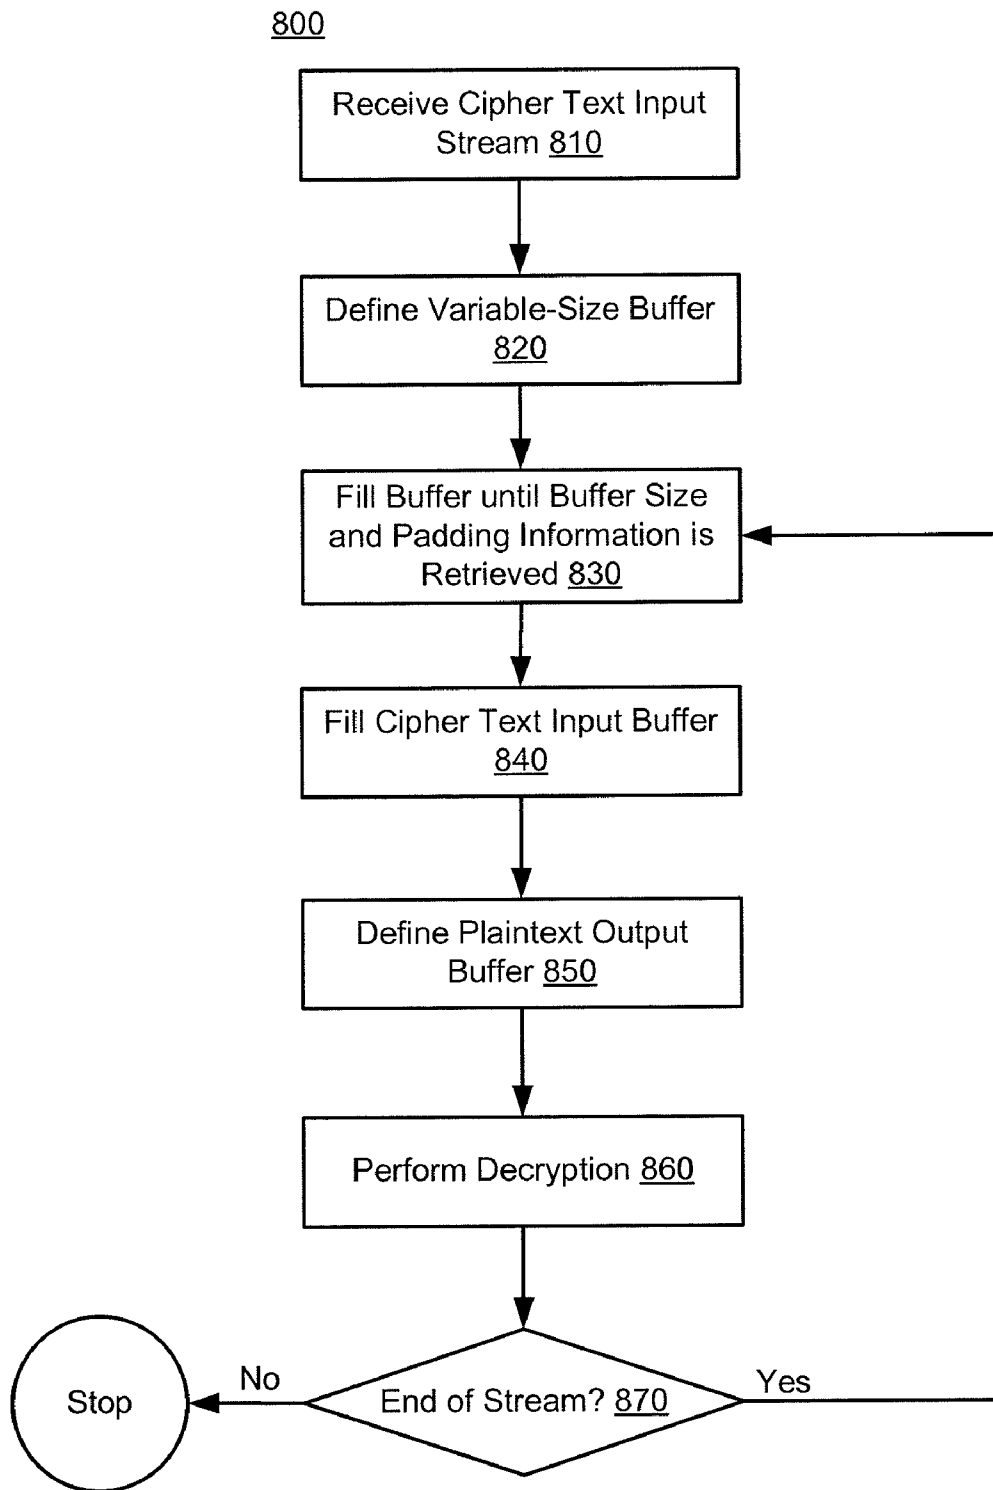 800
Receive Cipher Text Input
Stream 810
Define Variable-Size Buffer
820
Fill Buffer until Buffer Size
and Padding Information is
Retrieved 830
Fill Cipher Text Input Buffer
840
Define Plaintext Output
Buffer 850
Perform Decryption 860
Stop
No
End of Stream? 870
Yes